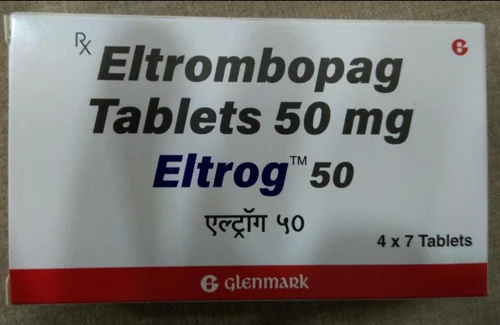 Rx Eltrombopag
Tablets 50 mg
Eltrog™ 50
एल्ट्रॉग ५०
4 x 7 Tablets
G glenmark